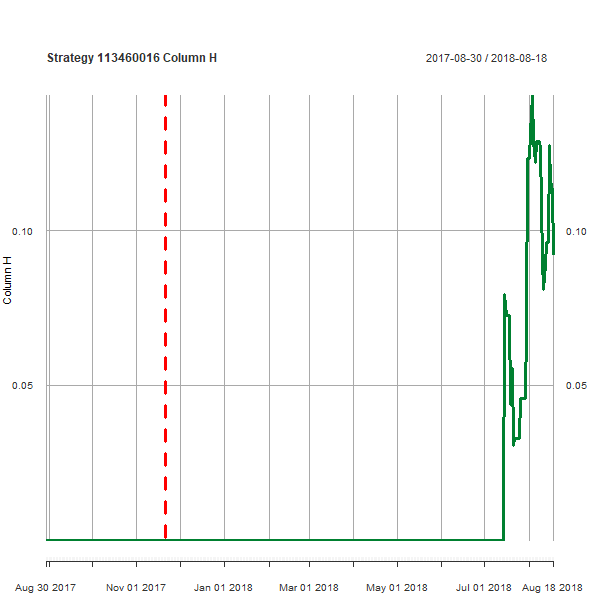 Strategy 113460016 Column H
2017-08-30 / 2018-08-18
0.10
0.10
Column H
0.05
0.05
Aug 30 2017
Nov 01 2017
Jan 01 2018
Mar 01 2018
May 01 2018
Jul 01 2018
Aug 18 2018